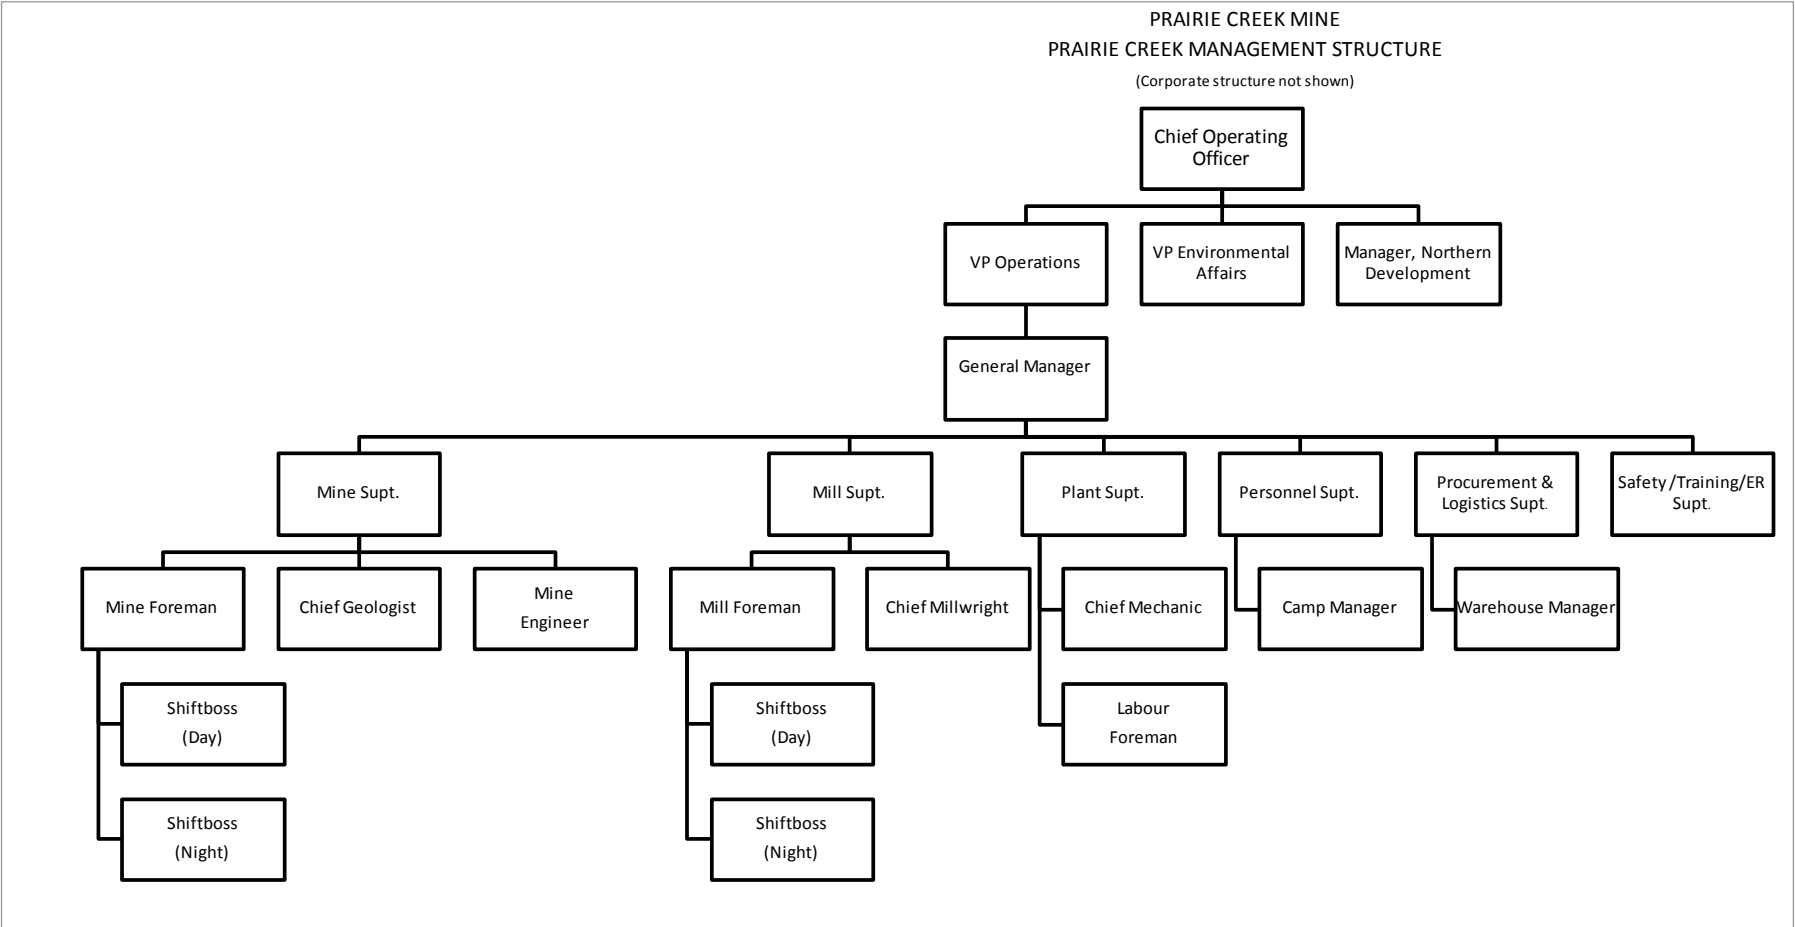 PRAIRIE CREEK MINE
PRAIRIE CREEK MANAGEMENT STRUCTURE
(Corporate structure not shown)
Chief Operating
Officer
VP Operations
VP Environmental
Affairs
Manager, Northern
Development
General Manager
Mine Supt.
Mill Supt.
Plant Supt.
Personnel Supt.
Procurement &
Logistics Supt.
Safety/Training/ER
Supt.
Mine Foreman
Chief Geologist
Mine
Engineer
Mill Foreman
Chief Millwright
Chief Mechanic
Camp Manager
Warehouse Manager
Shiftboss
(Day)
Shiftboss
(Day)
Labour
Foreman
Shiftboss
(Night)
Shiftboss
(Night)